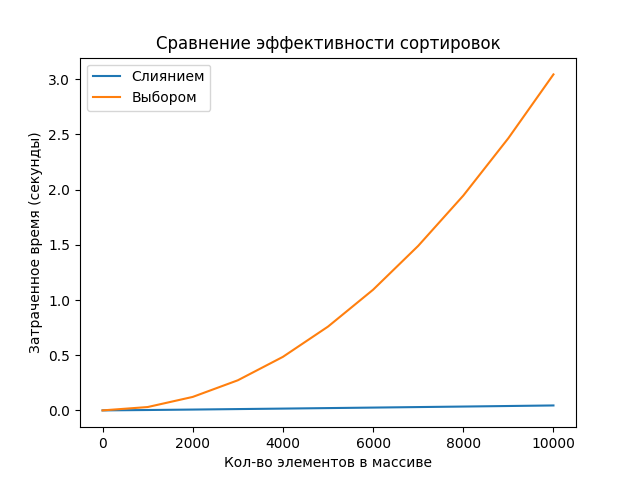 Сравнение эффективности сортировок
Слиянием
Выбором
Затраченное время (секунды)
3.0
2.5
2.0
1.5
1.0
0.5
0.0
0 2000 4000 6000 8000 10000
Кол-во элементов в массиве